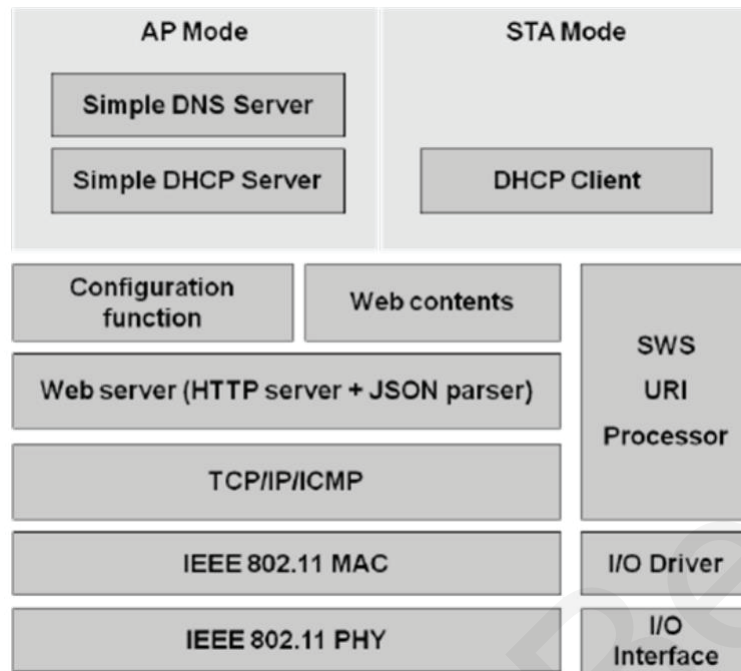 AP Mode
STA Mode
Simple DNS Server
Simple DHCP Server
DHCP Client
Configuration
function
Web contents
SWS
URI
Processor
Web server (HTTP server + JSON parser)
TCP/IP/ICMP
IEEE 802.11 MAC
I/O Driver
IEEE 802.11 PHY
I/O
Interface